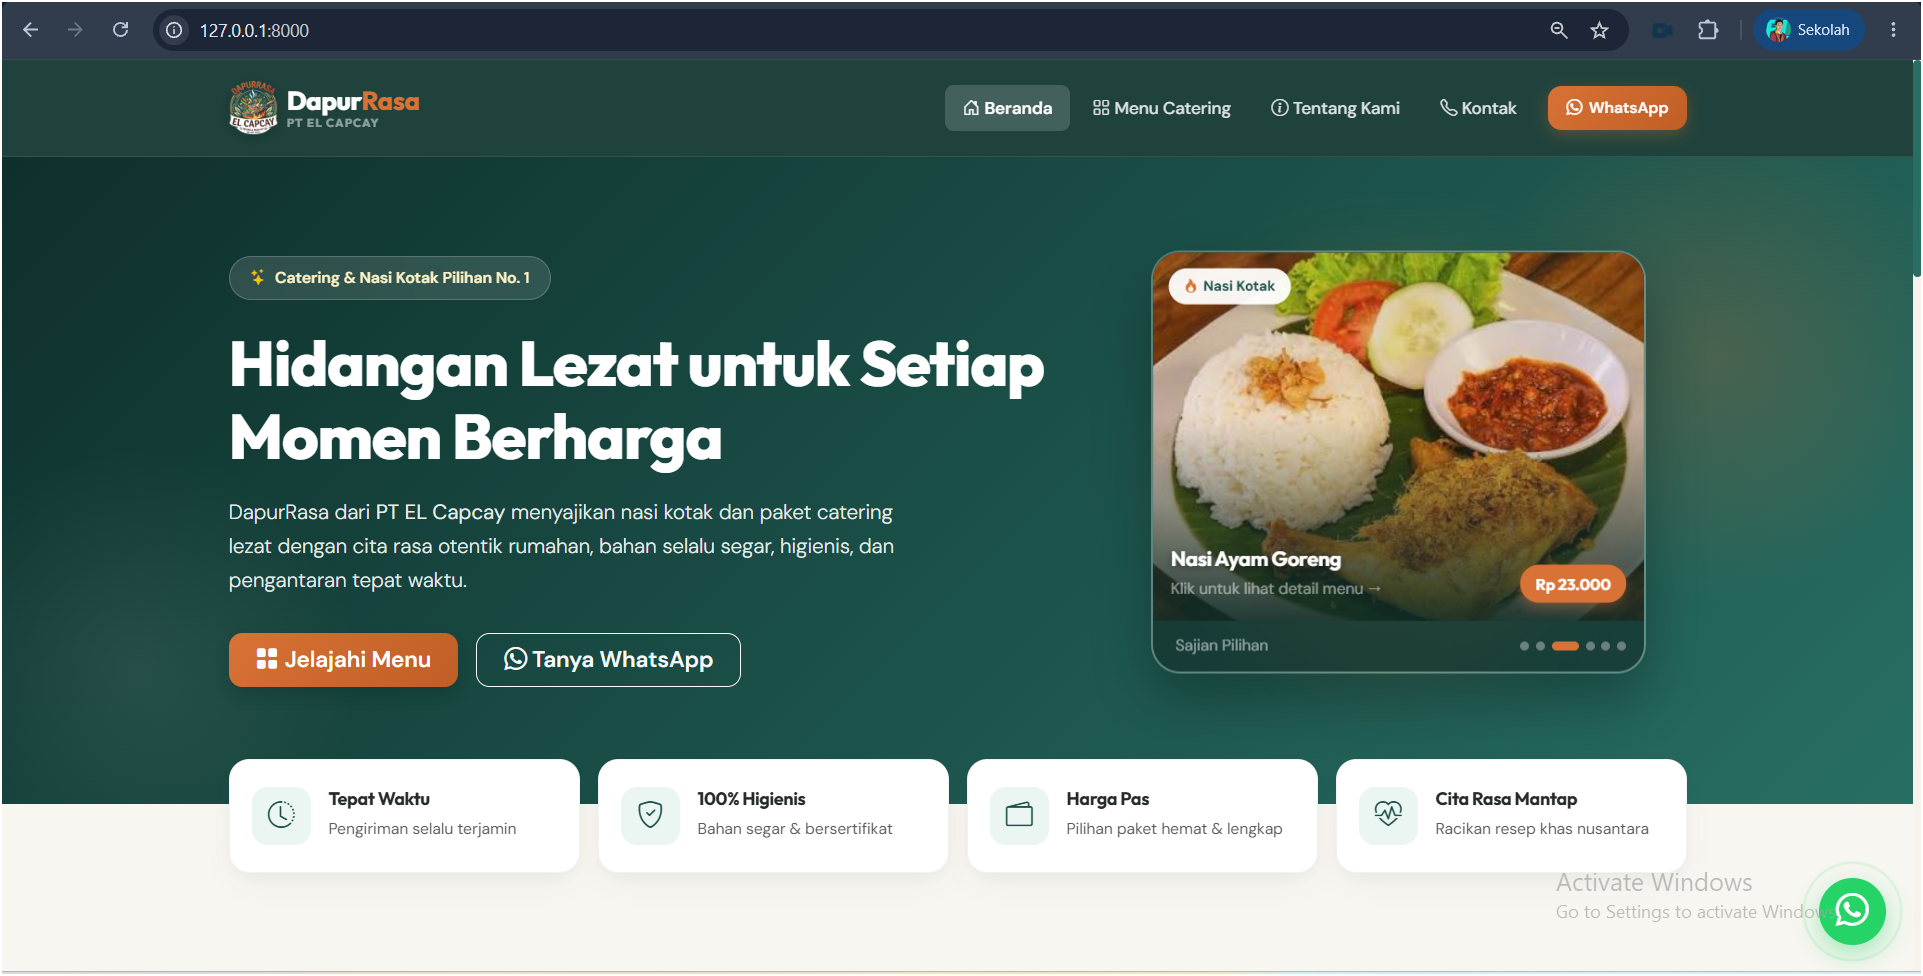 127.0.0.1:8000
Sekolah
DAPURRASA
EL CAPCAY
DapurRasa
PT EL CAPCAY
Beranda
Menu Catering
Tentang Kami
Kontak
WhatsApp
Catering & Nasi Kotak Pilihan No. 1
Hidangan Lezat untuk Setiap
Momen Berharga
DapurRasa dari PT EL Capcay menyajikan nasi kotak dan paket catering
lezat dengan cita rasa otentik rumahan, bahan selalu segar, higienis, dan
pengantaran tepat waktu.
Jelajahi Menu
Tanya WhatsApp
Nasi Kotak
Nasi Ayam Goreng
Klik untuk lihat detail menu →
Rp 23.000
Sajian Pilihan
Tepat Waktu
Pengiriman selalu terjamin
100% Higienis
Bahan segar & bersertifikat
Harga Pas
Pilihan paket hemat & lengkap
Cita Rasa Mantap
Racikan resep khas nusantara
Activate Windows
Go to Settings to activate Windows